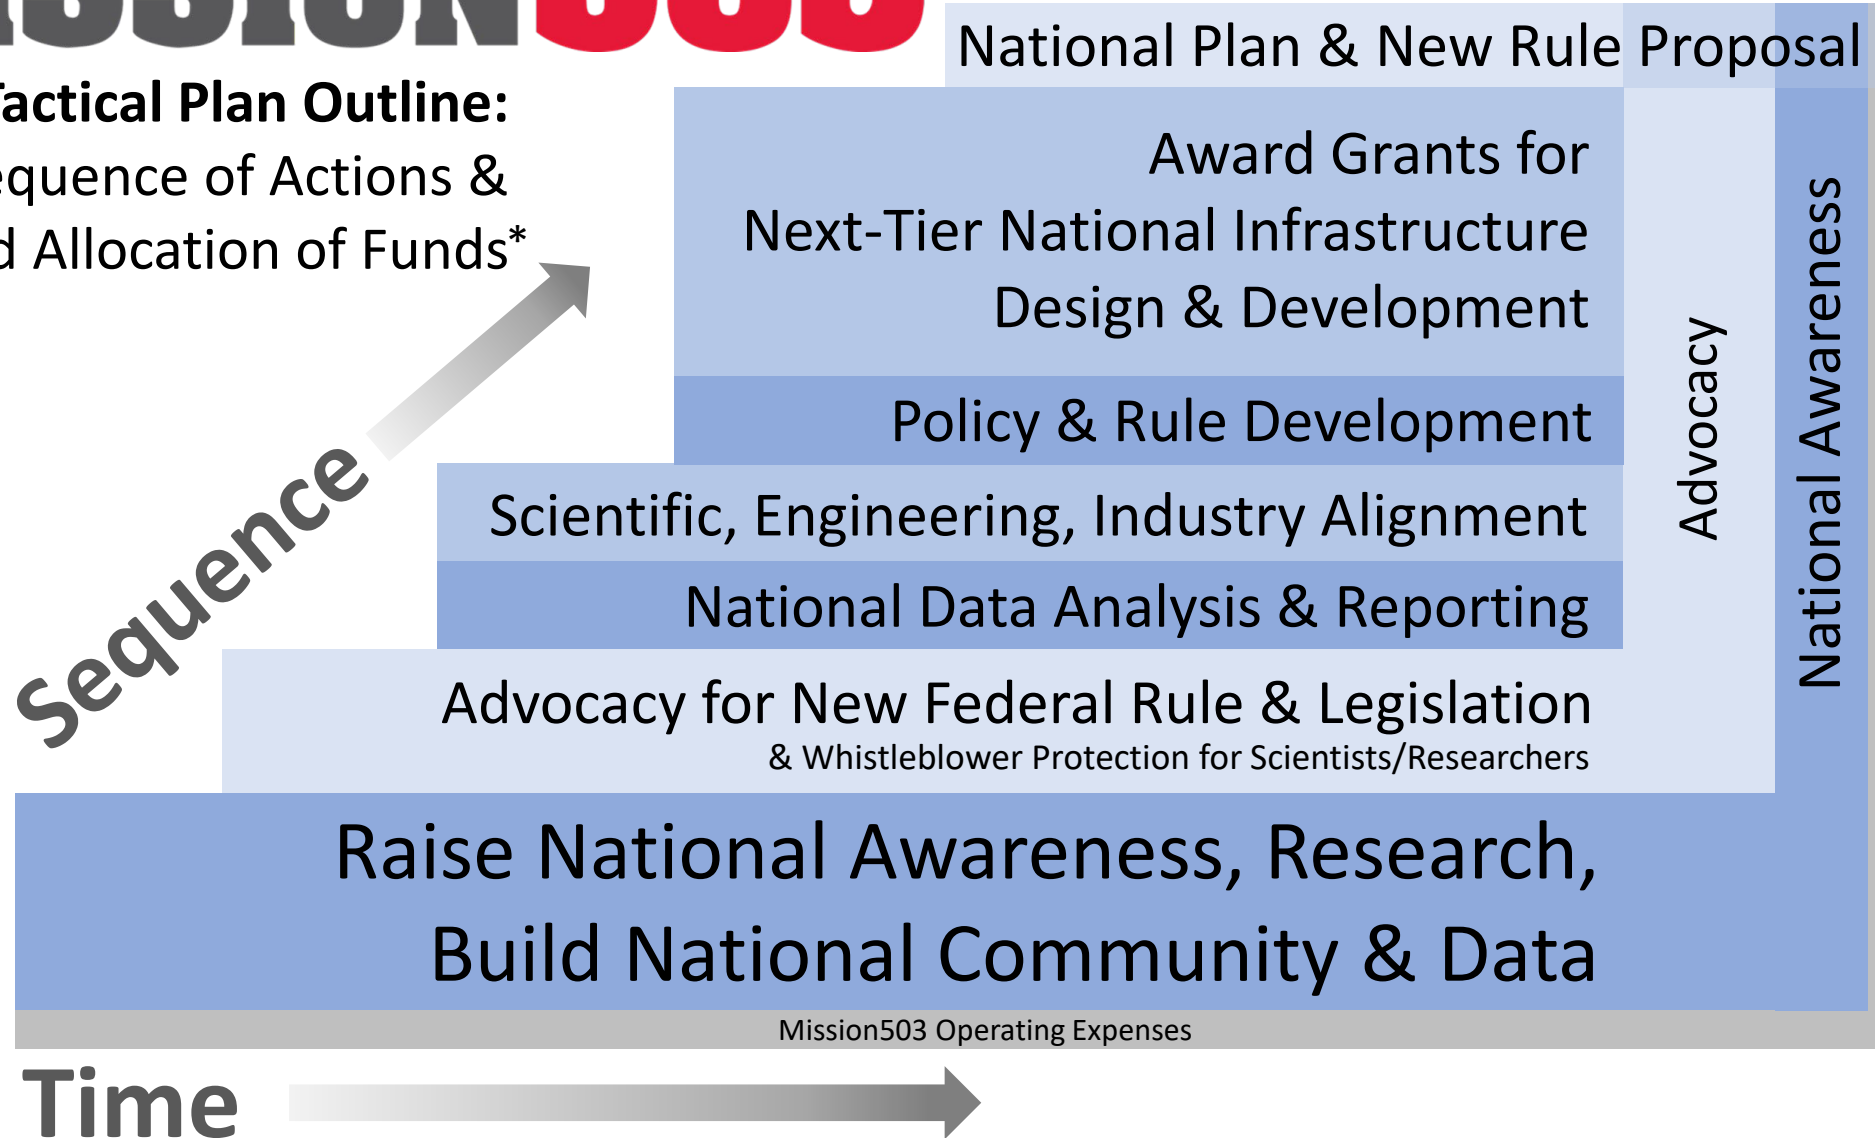 Tactical Plan Outline:
Sequence of Actions &
Allocation of Funds*
National Plan & New Rule Proposal
Award Grants for
Next-Tier National Infrastructure
Design & Development
Policy & Rule Development
Scientific, Engineering, Industry Alignment
National Data Analysis & Reporting
Advocacy for New Federal Rule & Legislation
& Whistleblower Protection for Scientists/Researchers
Raise National Awareness, Research,
Build National Community & Data
Mission503 Operating Expenses
Advocacy
National Awareness
Sequence
Time